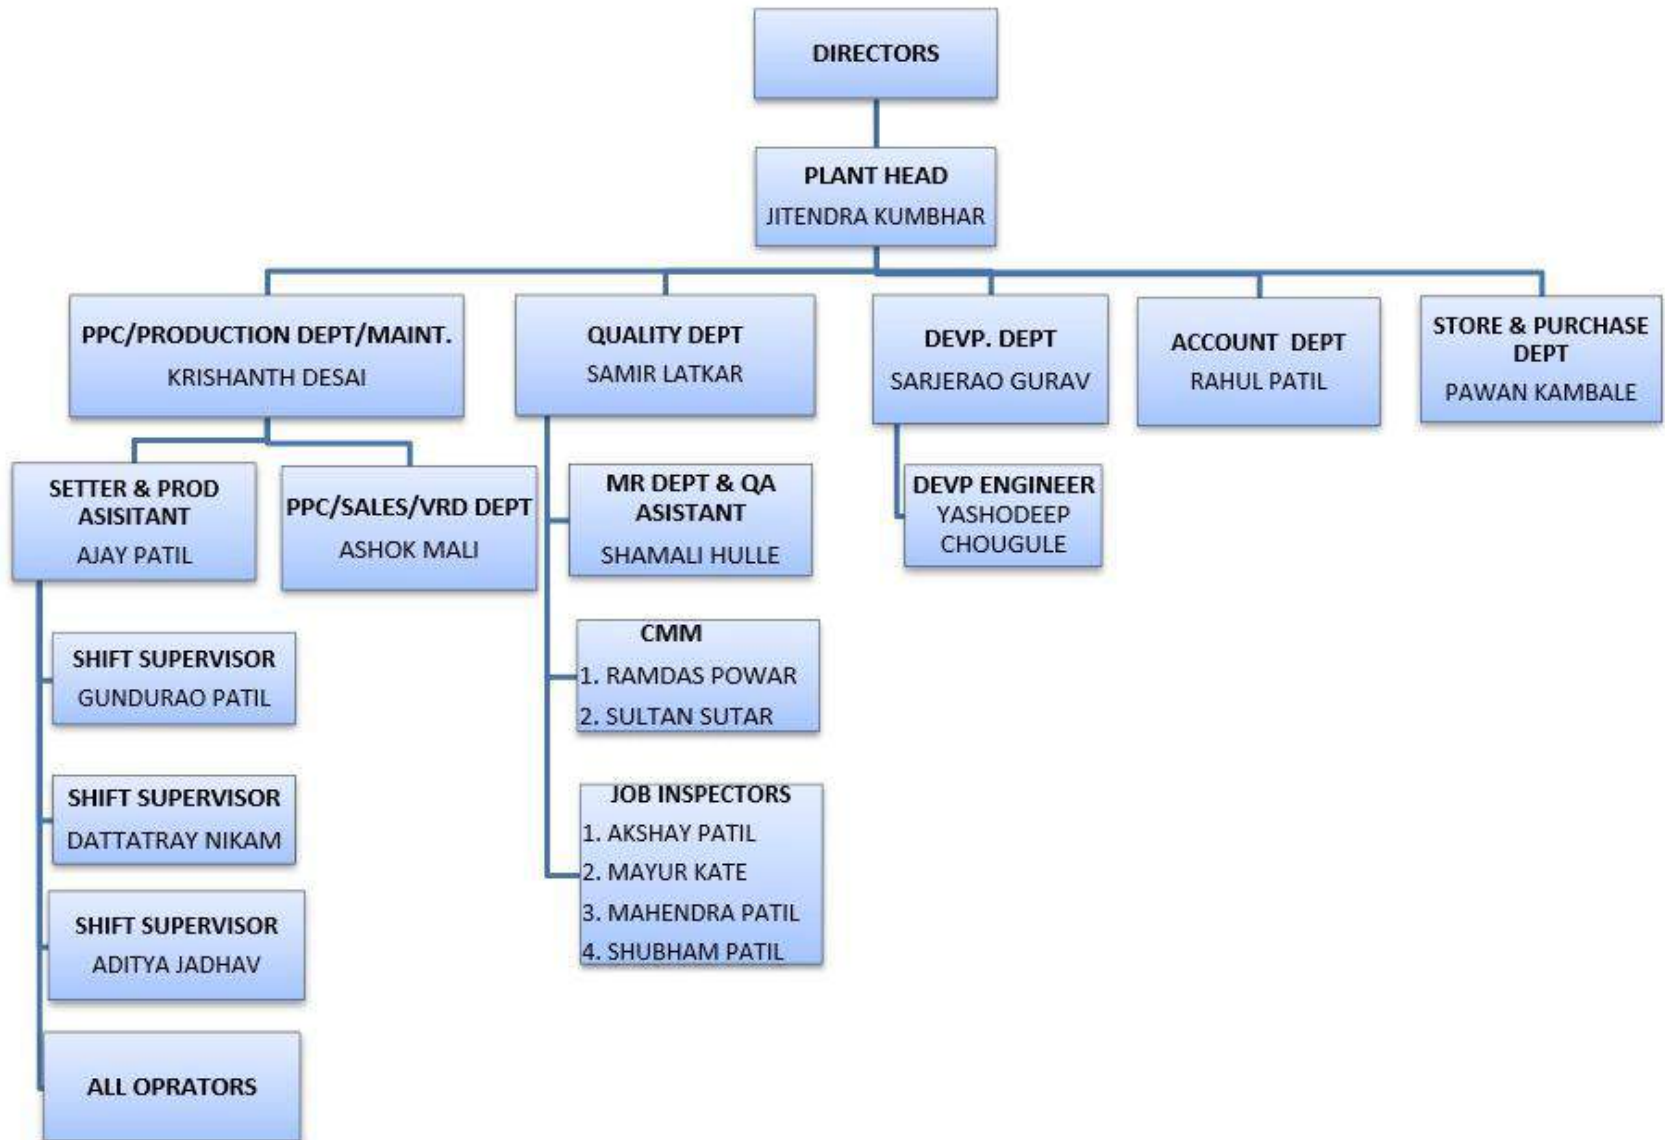 DIRECTORS
PLANT HEAD
JITENDRA KUMBHAR
PPC/PRODUCTION DEPT/MAINT.
KRISHANTH DESAI
QUALITY DEPT
SAMIR LATKAR
DEVP. DEPT
SARJERAO GURAV
ACCOUNT DEPT
RAHUL PATIL
STORE & PURCHASE
DEPT
PAWAN KAMBALE
SETTER & PROD
ASISITANT
AJAY PATIL
PPC/SALES/VRD DEPT
ASHOK MALI
MR DEPT & QA
ASISTANT
SHAMALI HULLE
DEVP ENGINEER
YASHODEEP
CHOUGULE
SHIFT SUPERVISOR
GUNDURAO PATIL
CMM
1. RAMDAS POWAR
2. SULTAN SUTAR
SHIFT SUPERVISOR
DATTATRAY NIKAM
JOB INSPECTORS
1. AKSHAY PATIL
2. MAYUR KATE
3. MAHENDRA PATIL
4. SHUBHAM PATIL
SHIFT SUPERVISOR
ADITYA JADHAV
ALL OPRATORS